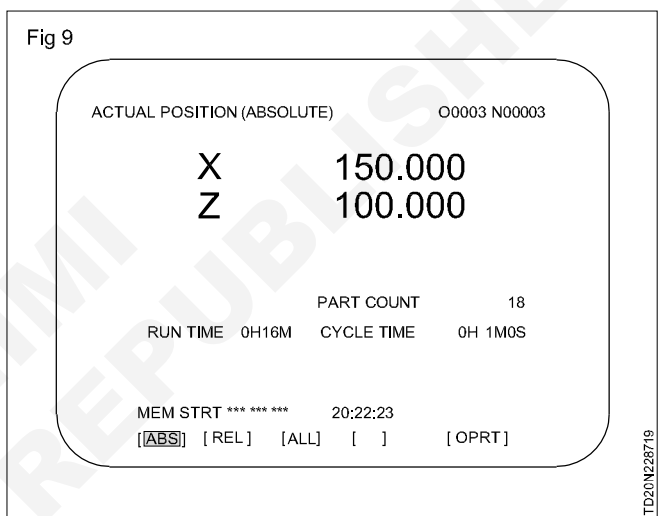 Fig 9
ACTUAL POSITION (ABSOLUTE) O0003 N00003
X 150.000
Z 100.000
PART COUNT 18
RUN TIME 0H16M CYCLE TIME 0H 1M0S
MEM STRT *** *** *** 20:22:23
[ABS] [ REL ] [ALL] [ ] [ OPRT ]
TD20N228719
REPUBLISHE